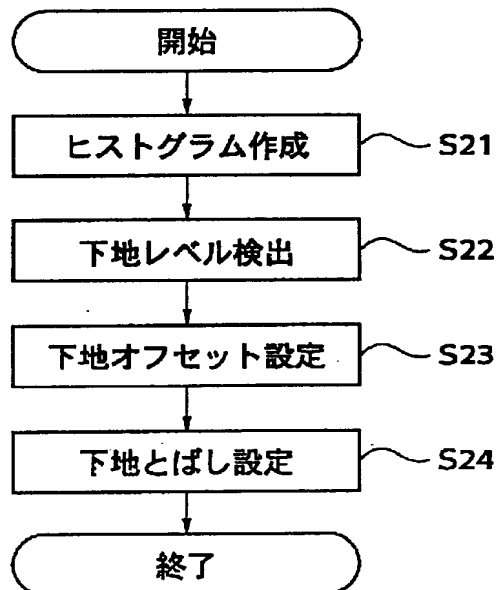 開始
ヒストグラム作成 S21
下地レベル検出 S22
下地オフセット設定 S23
下地とばし設定 S24
終了